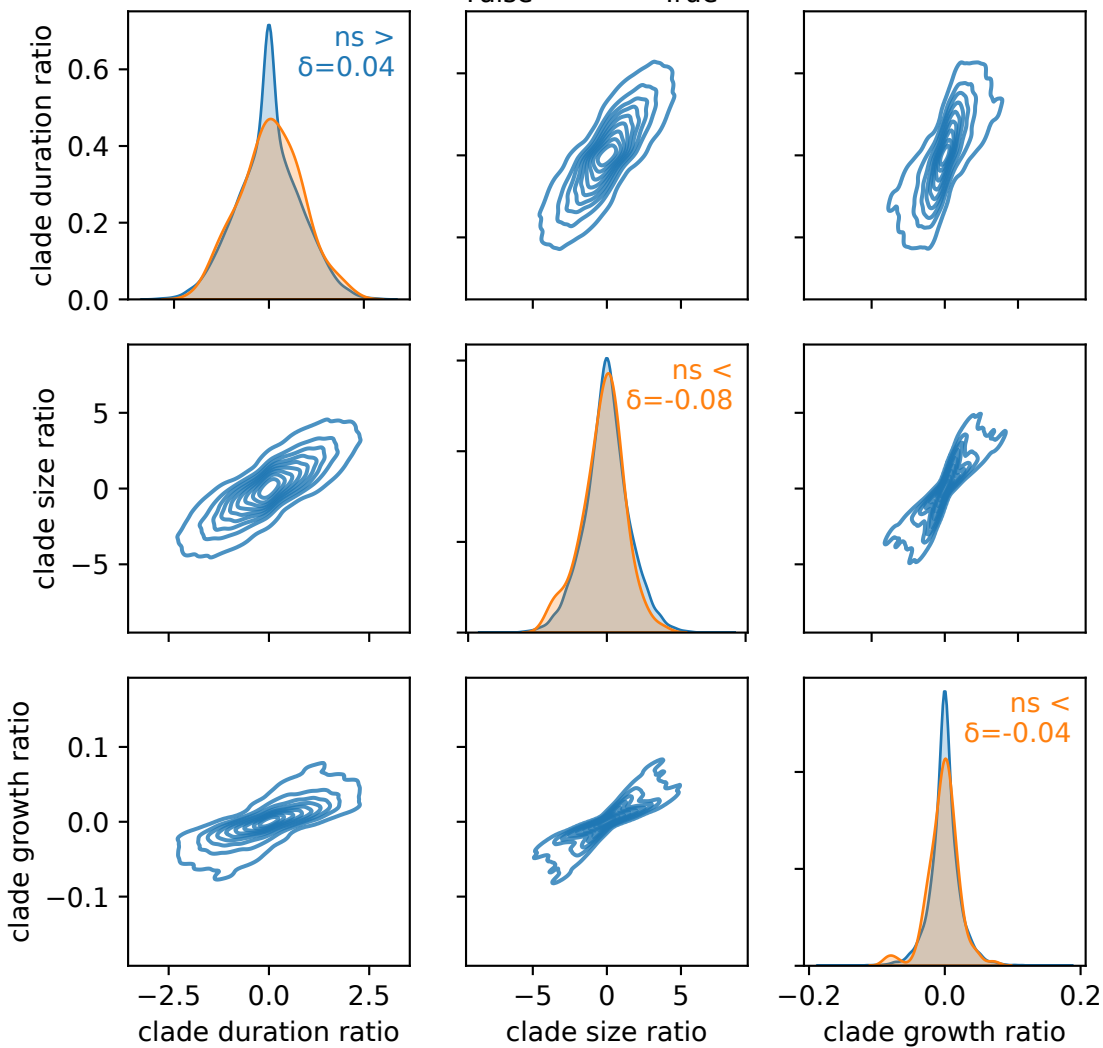 clade duration ratio
0.6
0.4
0.2
0.0
ns >
δ=0.04
clade size ratio
5
0
−5
ns <
δ=-0.08
clade growth ratio
0.1
0.0
−0.1
ns <
δ=-0.04
−2.5 0.0 2.5
−5 0 5
−0.2 0.0 0.2
clade duration ratio
clade size ratio
clade growth ratio